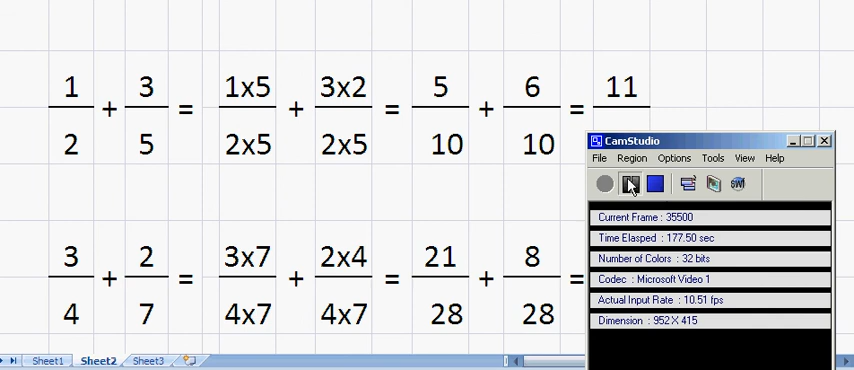 1/2 + 3/5 = 1x5/2x5 + 3x2/2x5 = 5/10 + 6/10 = 11
CamStudio
File Region Options Tools View Help
Current Frame : 35500
Time Elasped : 177.50 sec
Number of Colors : 32 bits
Codec : Microsoft Video 1
Actual Input Rate : 10.51 fps
Dimension : 952 X 415
3/4 + 2/7 = 3x7/4x7 + 2x4/4x7 = 21/28 + 8/28 =
Sheet1 Sheet2 Sheet3